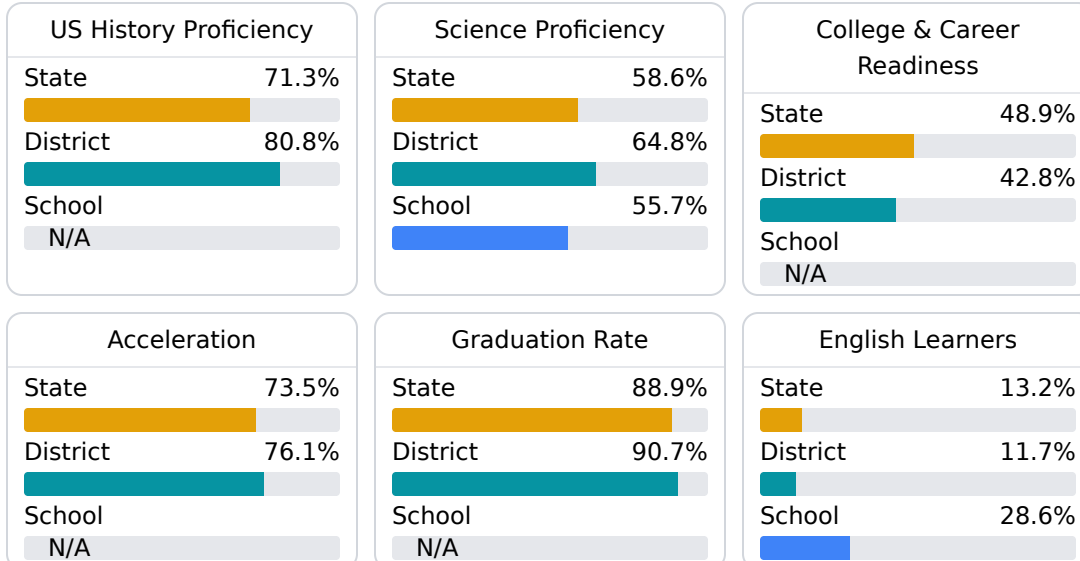 US History Proficiency
State 71.3%
District 80.8%
School
N/A
Science Proficiency
State 58.6%
District 64.8%
School 55.7%
College & Career
Readiness
State 48.9%
District 42.8%
School
N/A
Acceleration
State 73.5%
District 76.1%
School
N/A
Graduation Rate
State 88.9%
District 90.7%
School
N/A
English Learners
State 13.2%
District 11.7%
School 28.6%